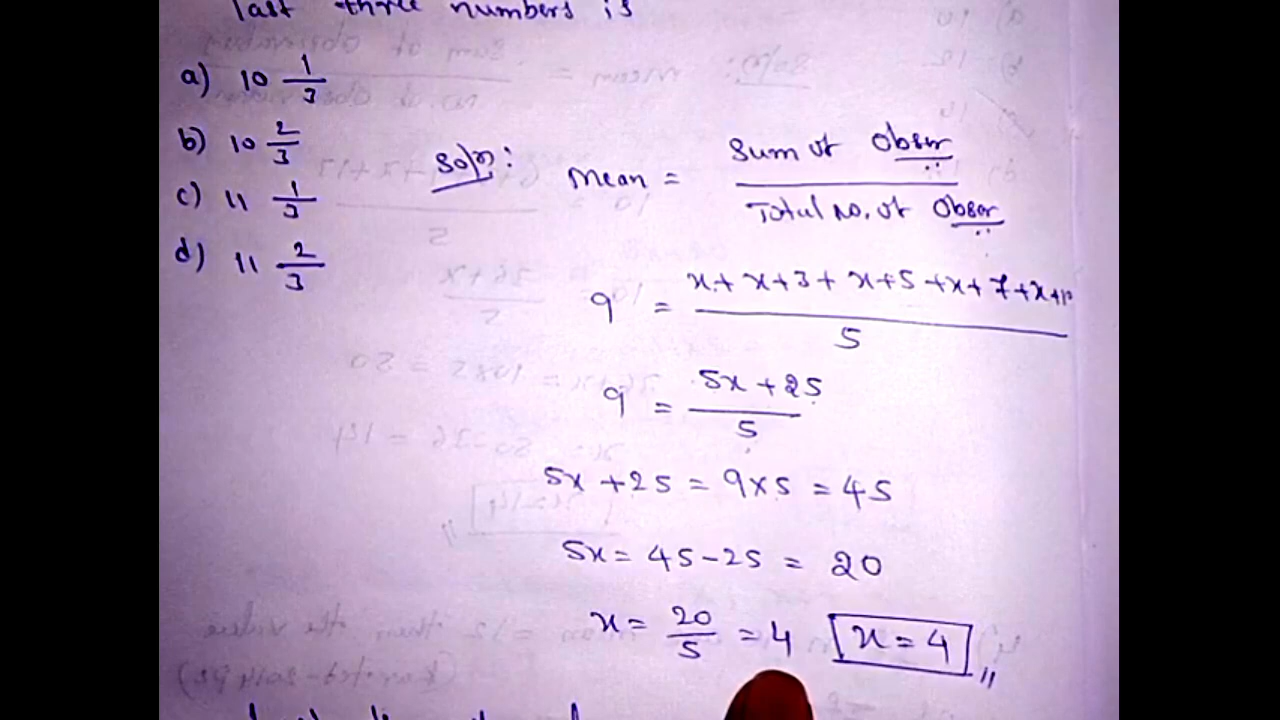 last three numbers is
a) 10 1/3
b) 10 2/3
c) 11 1/3
d) 11 2/3
Soln:
Mean = Sum of Obser / Total no. of Obser
9 = x + x+3 + x+5 + x+7 + x+10 / 5
9 = 5x + 25 / 5
5x + 25 = 9x5 = 45
5x = 45 - 25 = 20
x = 20/5 = 4 x = 4